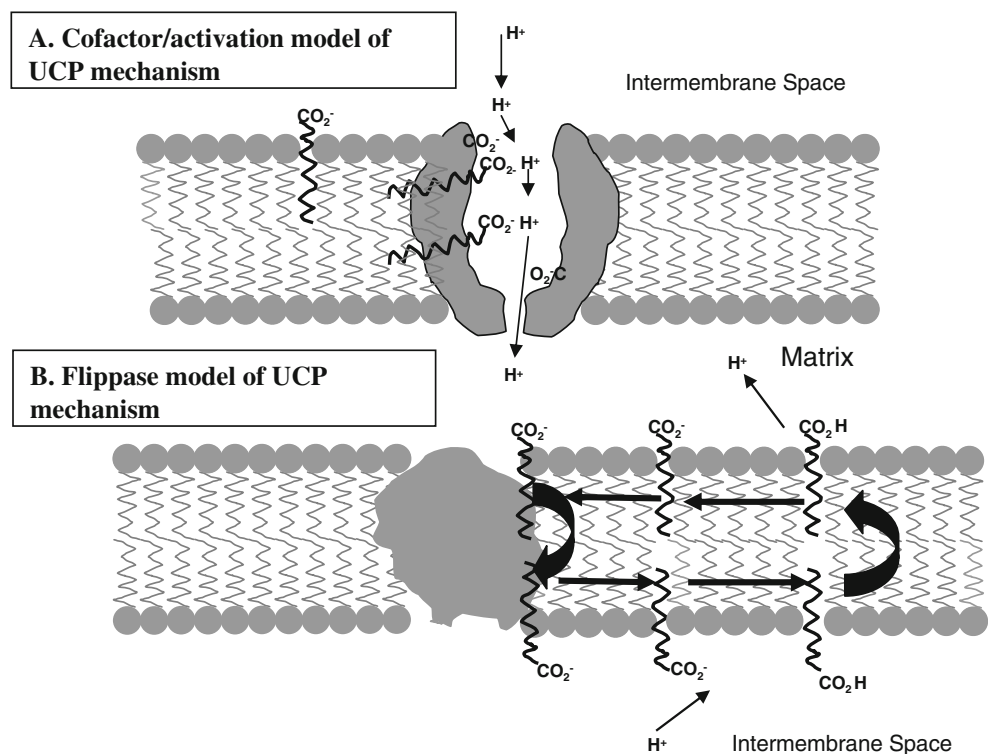 A. Cofactor/activation model of
UCP mechanism
H⁺
Intermembrane Space
H⁺
CO₂⁻
CO₂⁻
CO₂- H⁺
CO₂⁻ H⁺
O₂⁻C
H⁺
Matrix
B. Flippase model of UCP
mechanism
H⁺
CO₂⁻
CO₂⁻
CO₂H
CO₂⁻
CO₂⁻
CO₂H
H⁺
Intermembrane Space